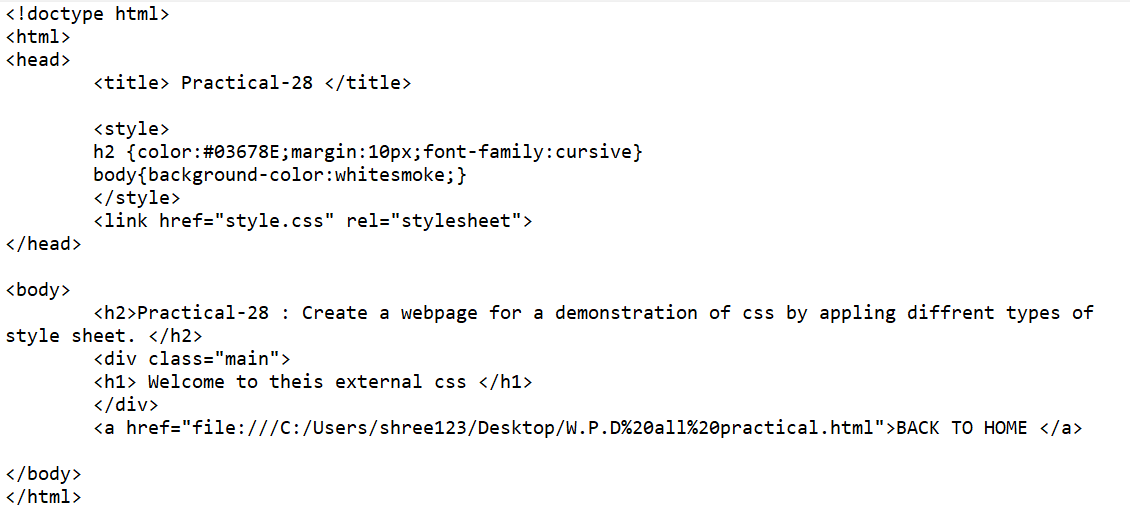 <!doctype html>
<html>
<head>
        <title> Practical-28 </title>

        <style>
        h2 {color:#03678E;margin:10px;font-family:cursive}
        body{background-color:whitesmoke;}
        </style>
        <link href="style.css" rel="stylesheet">
</head>

<body>
        <h2>Practical-28 : Create a webpage for a demonstration of css by appling diffrent types of
style sheet. </h2>
        <div class="main">
        <h1> Welcome to theis external css </h1>
        </div>
        <a href="file:///C:/Users/shree123/Desktop/W.P.D%20all%20practical.html">BACK TO HOME </a>

</body>
</html>